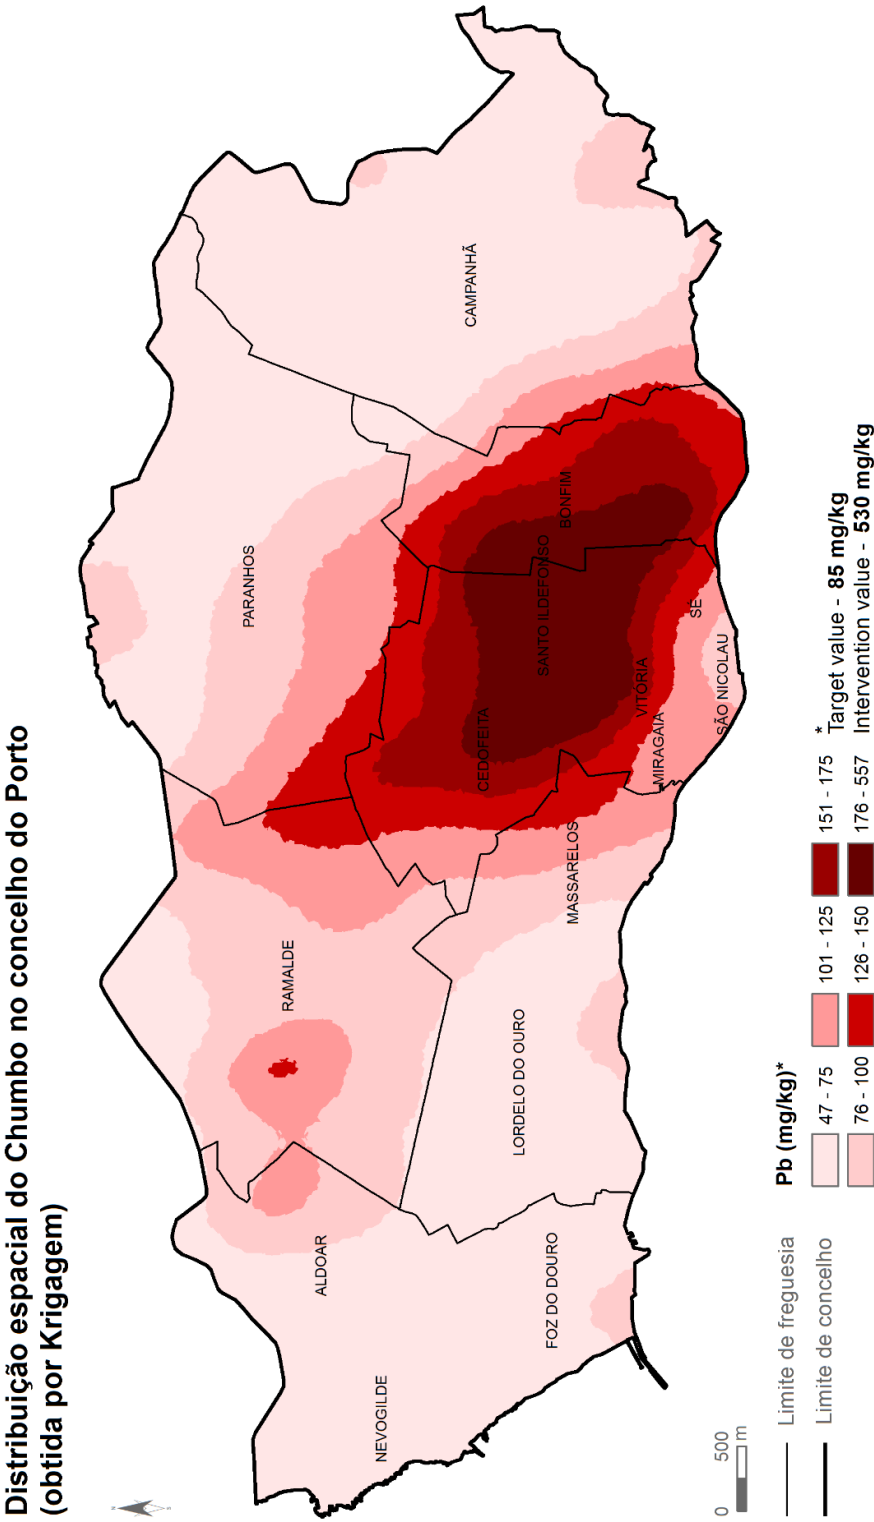 Distribuição espacial do Chumbo no concelho do Porto
(obtida por Krigagem)
N
S
PARANHOS
RAMALDE
ALDOAR
NEVOGILDE
CAMPANHÃ
CEDOFEITA
SANTO ILDEFONSO
BONFIM
MASSARELOS
LORDELO DO OURO
FOZ DO DOURO
VITÓRIA
MIRAGAIA
SÉ
SÃO NICOLAU
0 500
m
Limite de freguesia
Limite de concelho
Pb (mg/kg)*
47 - 75
76 - 100
101 - 125
126 - 150
151 - 175
176 - 557
*
Target value - 85 mg/kg
Intervention value - 530 mg/kg